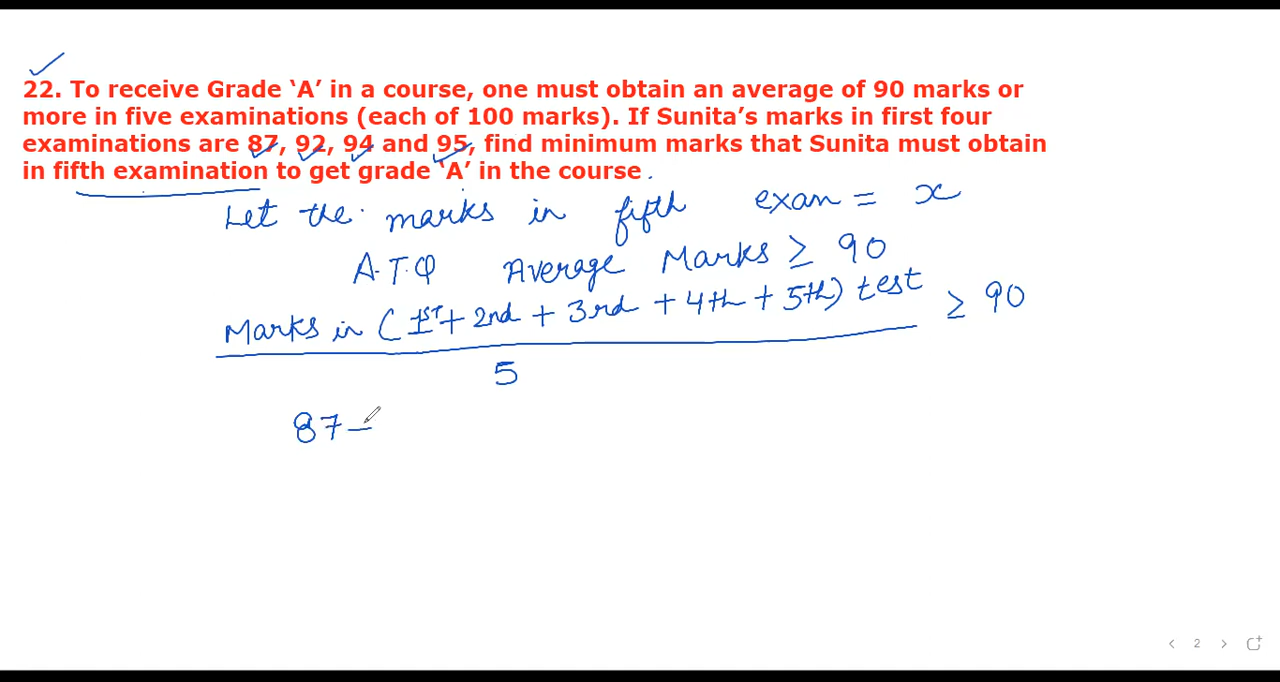 22. To receive Grade ‘A’ in a course, one must obtain an average of 90 marks or
more in five examinations (each of 100 marks). If Sunita’s marks in first four
examinations are 87, 92, 94 and 95, find minimum marks that Sunita must obtain
in fifth examination to get grade ‘A’ in the course.
Let the marks in fifth exam = x
A.T.Q Average Marks ≥ 90
Marks in (1st + 2nd + 3rd + 4th + 5th) test ≥ 90
5
87 –
2